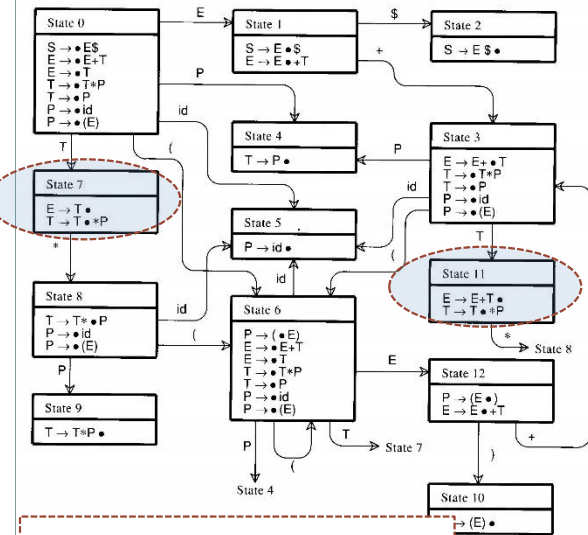 State 0
S → • E$
E → • E+T
E → • T
T → • T*P
T → • P
P → • id
P → • (E)
E
State 1
S → E • $
E → E • +T
$
State 2
S → E $ •
+
P
id
(
T
State 4
T → P •
P
State 3
E → E+ • T
T → • T*P
T → • P
P → • id
P → • (E)
State 7
E → T •
T → T • *P
*
State 5
P → id •
id
(
T
State 11
E → E+T •
T → T • *P
*
State 8
State 8
T → T* • P
P → • id
P → • (E)
id
(
P
id
State 6
P → ( • E)
E → • E+T
E → • T
T → • T*P
T → • P
P → • id
P → • (E)
E
State 12
P → (E • )
E → E • +T
+
)
State 9
T → T*P •
P
(
T
State 7
State 4
State 10
→ (E) •